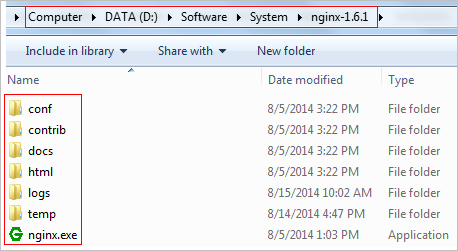 Computer ▸ DATA (D:) ▸ Software ▸ System ▸ nginx-1.6.1 ▸
Include in library Share with New folder
Name Date modified Type
conf 8/5/2014 3:22 PM File folder
contrib 8/5/2014 3:22 PM File folder
docs 8/5/2014 3:22 PM File folder
html 8/5/2014 3:22 PM File folder
logs 8/15/2014 10:02 AM File folder
temp 8/14/2014 4:47 PM File folder
nginx.exe 8/5/2014 1:03 PM Application